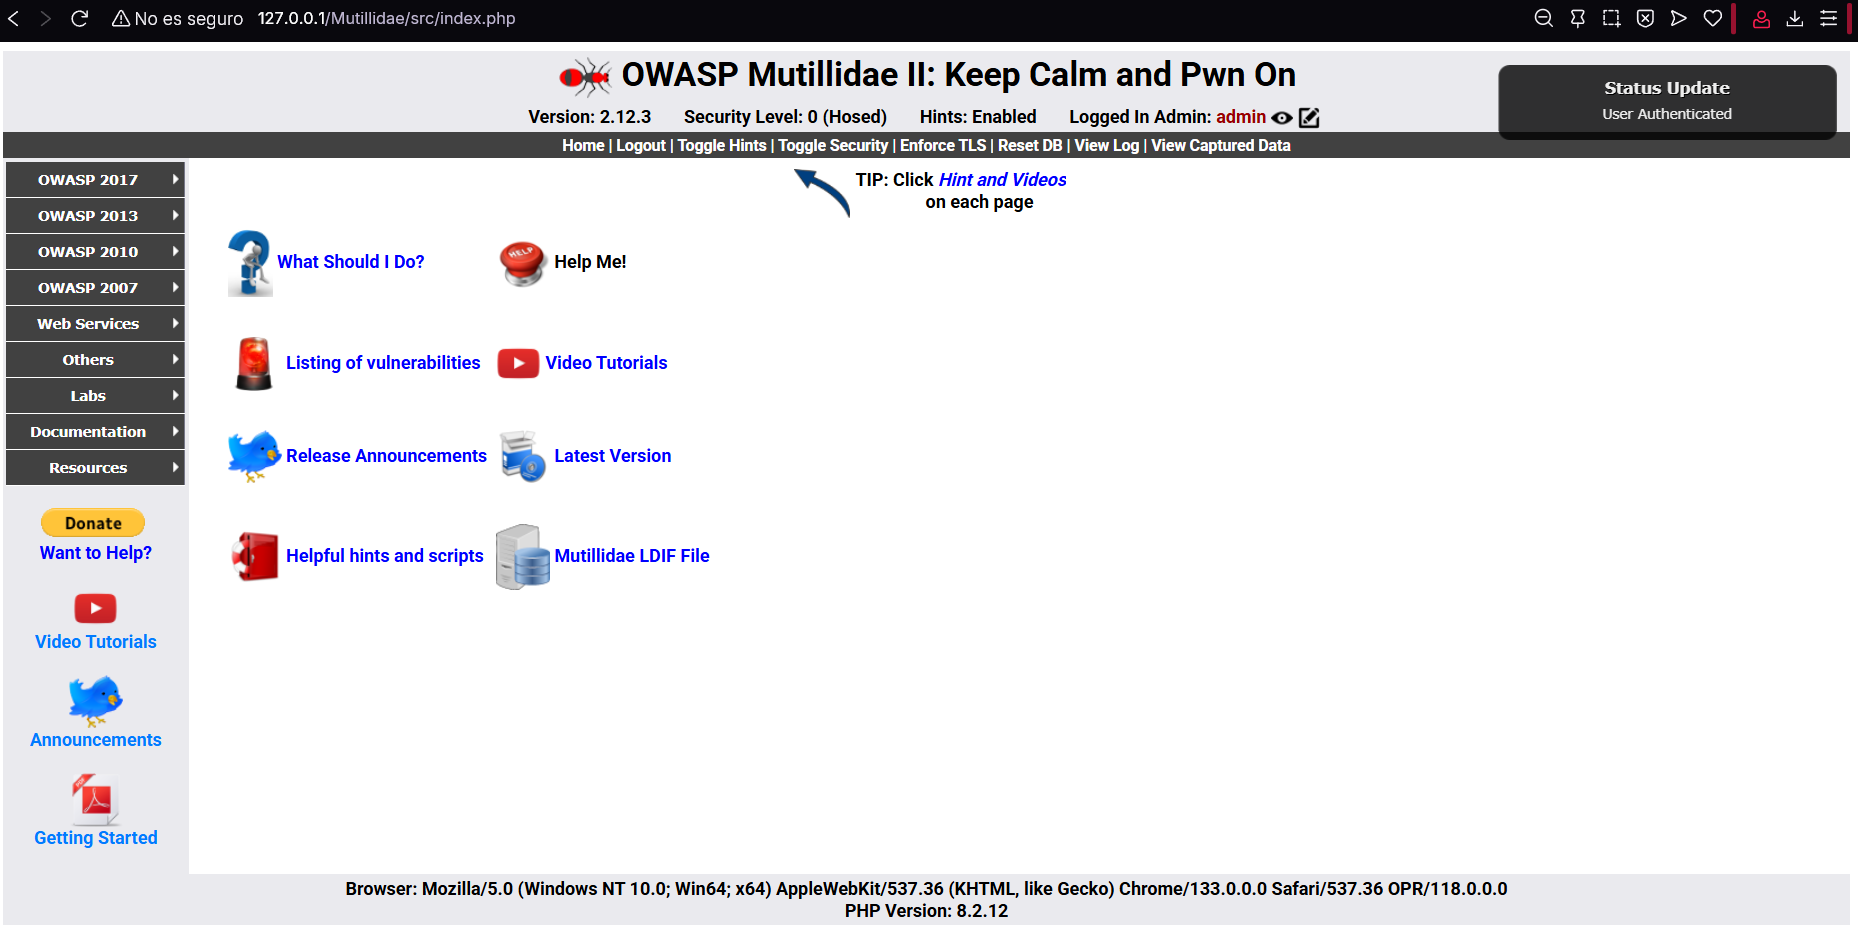 No es seguro 127.0.0.1/Mutillidae/src/index.php
OWASP Mutillidae II: Keep Calm and Pwn On
Version: 2.12.3 Security Level: 0 (Hosed) Hints: Enabled Logged In Admin: admin
Status Update
User Authenticated
Home | Logout | Toggle Hints | Toggle Security | Enforce TLS | Reset DB | View Log | View Captured Data
OWASP 2017
OWASP 2013
OWASP 2010
OWASP 2007
Web Services
Others
Labs
Documentation
Resources
Donate
Want to Help?
Video Tutorials
Announcements
Getting Started
TIP: Click Hint and Videos
on each page
What Should I Do?
HELP
Help Me!
Listing of vulnerabilities
Video Tutorials
Release Announcements
Latest Version
Helpful hints and scripts
Mutillidae LDIF File
Browser: Mozilla/5.0 (Windows NT 10.0; Win64; x64) AppleWebKit/537.36 (KHTML, like Gecko) Chrome/133.0.0.0 Safari/537.36 OPR/118.0.0.0
PHP Version: 8.2.12